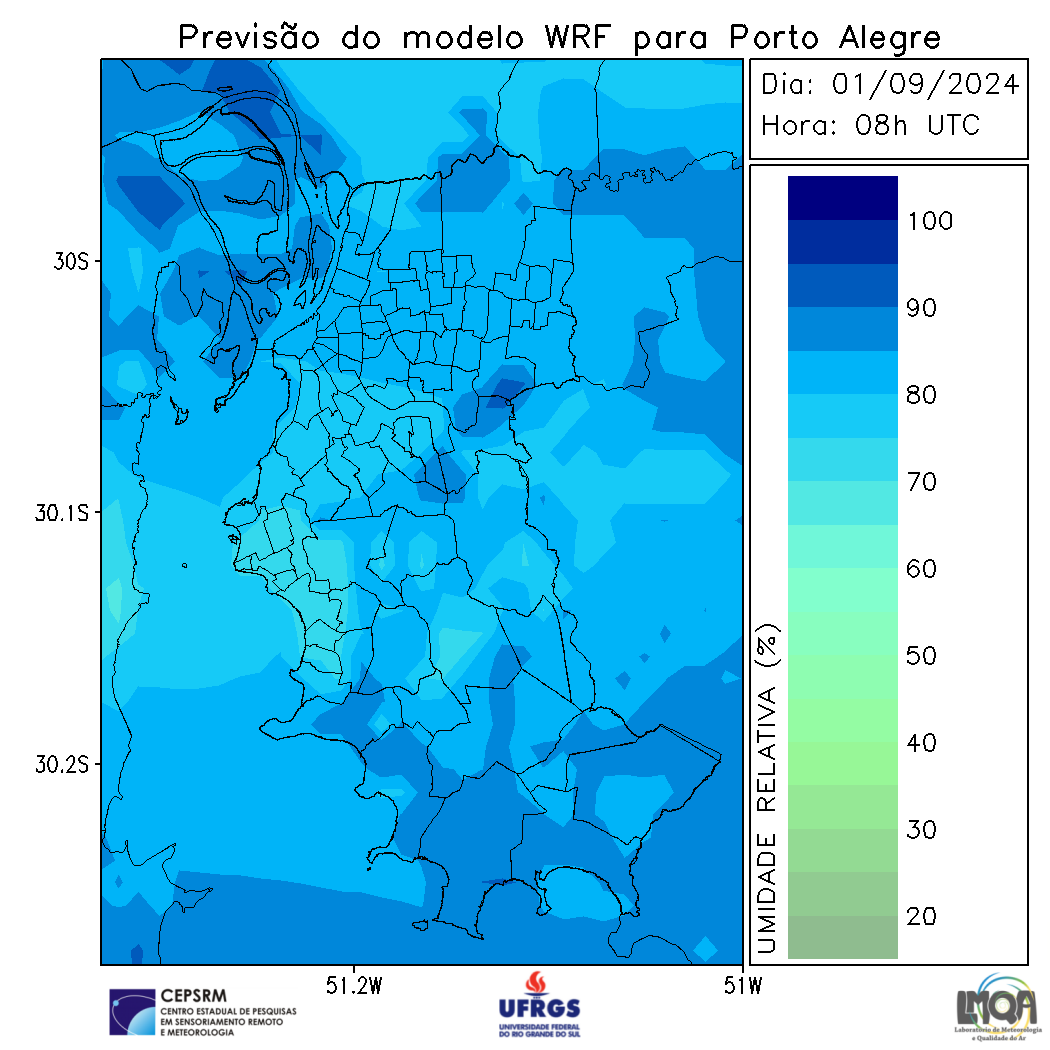 Previsão do modelo WRF para Porto Alegre
Dia: 01/09/2024
Hora: 08h UTC
30S
30.1S
30.2S
51.2W
51W
100
90
80
70
60
50
40
30
20
UMIDADE RELATIVA (%)
CEPSRM
CENTRO ESTADUAL DE PESQUISAS
EM SENSORIAMENTO REMOTO
E METEOROLOGIA
UFRGS
UNIVERSIDADE FEDERAL
DO RIO GRANDE DO SUL
LMQA
Laboratório de Meteorologia
e Qualidade do Ar